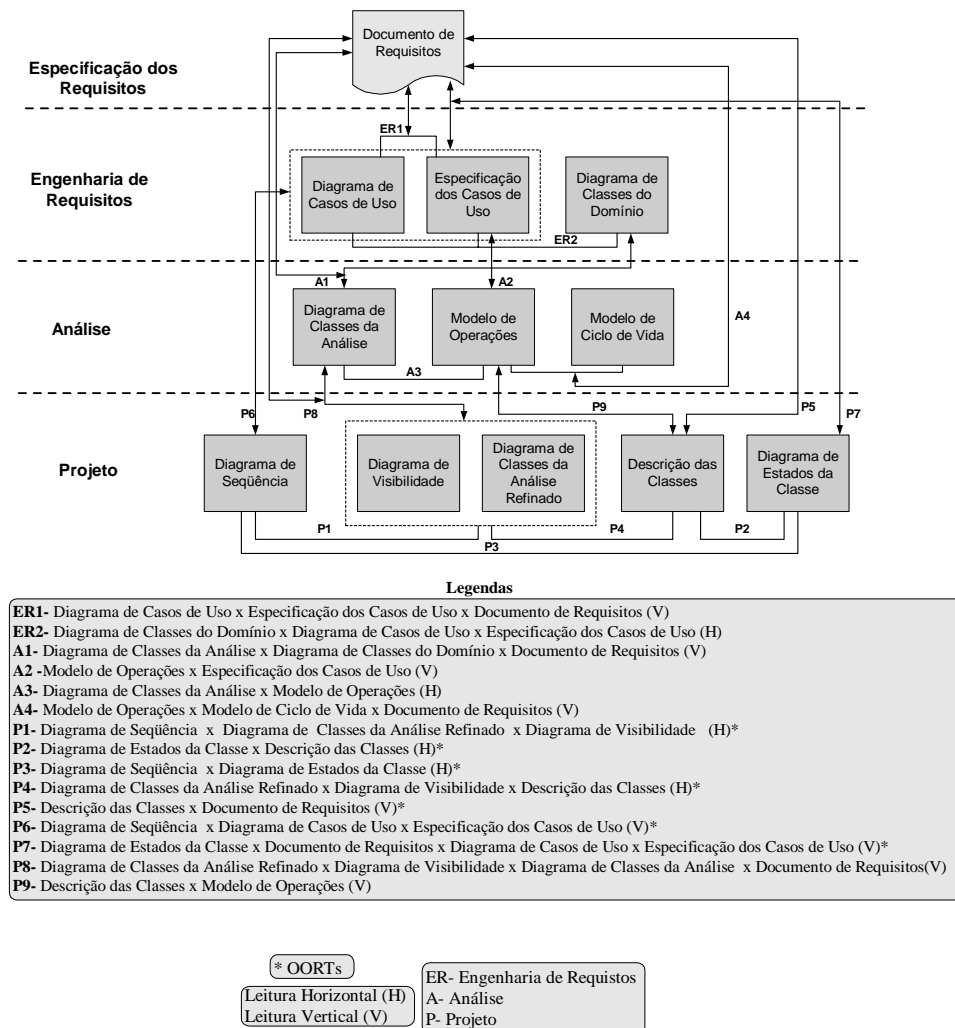 Documento de
Requisitos
Especificação dos
Requisitos
ER1
Engenharia de
Requisitos
Diagrama de
Casos de Uso
Especificação
dos Casos de
Uso
Diagrama de
Classes do
Domínio
ER2
A1
A2
Análise
Diagrama de
Classes da
Análise
Modelo de
Operações
Modelo de
Ciclo de Vida
A4
A3
P6
P8
P9
P5
P7
Projeto
Diagrama de
Seqüência
Diagrama de
Visibilidade
Diagrama de
Classes da
Análise
Refinado
Descrição das
Classes
Diagrama de
Estados da
Classe
P1
P4
P2
P3
Legendas
ER1- Diagrama de Casos de Uso x Especificação dos Casos de Uso x Documento de Requisitos (V)
ER2- Diagrama de Classes do Domínio x Diagrama de Casos de Uso x Especificação dos Casos de Uso (H)
A1- Diagrama de Classes da Análise x Diagrama de Classes do Domínio x Documento de Requisitos (V)
A2 -Modelo de Operações x Especificação dos Casos de Uso (V)
A3- Diagrama de Classes da Análise x Modelo de Operações (H)
A4- Modelo de Operações x Modelo de Ciclo de Vida x Documento de Requisitos (V)
P1- Diagrama de Seqüência x Diagrama de Classes da Análise Refinado x Diagrama de Visibilidade (H)*
P2- Diagrama de Estados da Classe x Descrição das Classes (H)*
P3- Diagrama de Seqüência x Diagrama de Estados da Classe (H)*
P4- Diagrama de Classes da Análise Refinado x Diagrama de Visibilidade x Descrição das Classes (H)*
P5- Descrição das Classes x Documento de Requisitos (V)*
P6- Diagrama de Seqüência x Diagrama de Casos de Uso x Especificação dos Casos de Uso (V)*
P7- Diagrama de Estados da Classe x Documento de Requisitos x Diagrama de Casos de Uso x Especificação dos Casos de Uso (V)*
P8- Diagrama de Classes da Análise Refinado x Diagrama de Visibilidade x Diagrama de Classes da Análise x Documento de Requisitos(V)
P9- Descrição das Classes x Modelo de Operações (V)
* OORTs
Leitura Horizontal (H)
Leitura Vertical (V)
ER- Engenharia de Requistos
A- Análise
P- Projeto